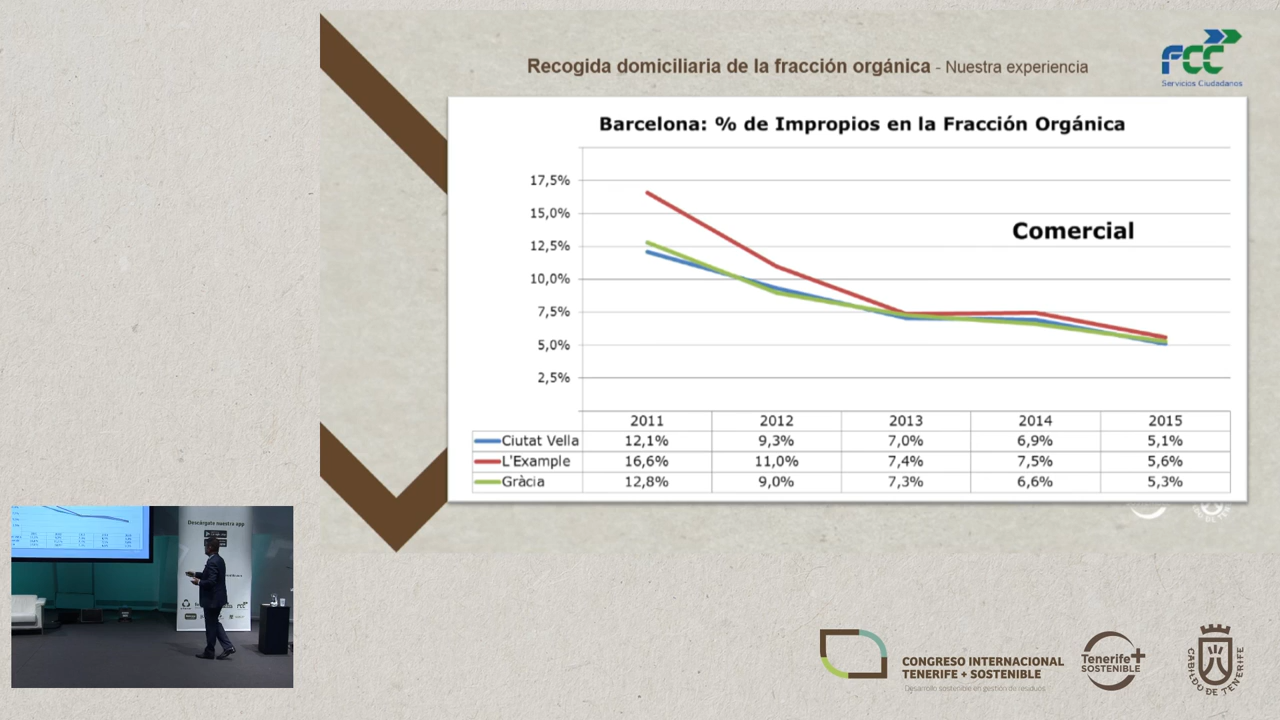 Recogida domiciliaria de la fracción orgánica - Nuestra experiencia
FCC
Servicios Ciudadanos
Barcelona: % de Impropios en la Fracción Orgánica
Comercial
17,5%
15,0%
12,5%
10,0%
7,5%
5,0%
2,5%
2011 2012 2013 2014 2015
Ciutat Vella 12,1% 9,3% 7,0% 6,9% 5,1%
L'Example 16,6% 11,0% 7,4% 7,5% 5,6%
Gràcia 12,8% 9,0% 7,3% 6,6% 5,3%
Descárgate nuestra app
CONGRESO INTERNACIONAL
TENERIFE + SOSTENIBLE
Desarrollo sostenible en gestión de residuos
Tenerife+
SOSTENIBLE
CABILDO DE TENERIFE